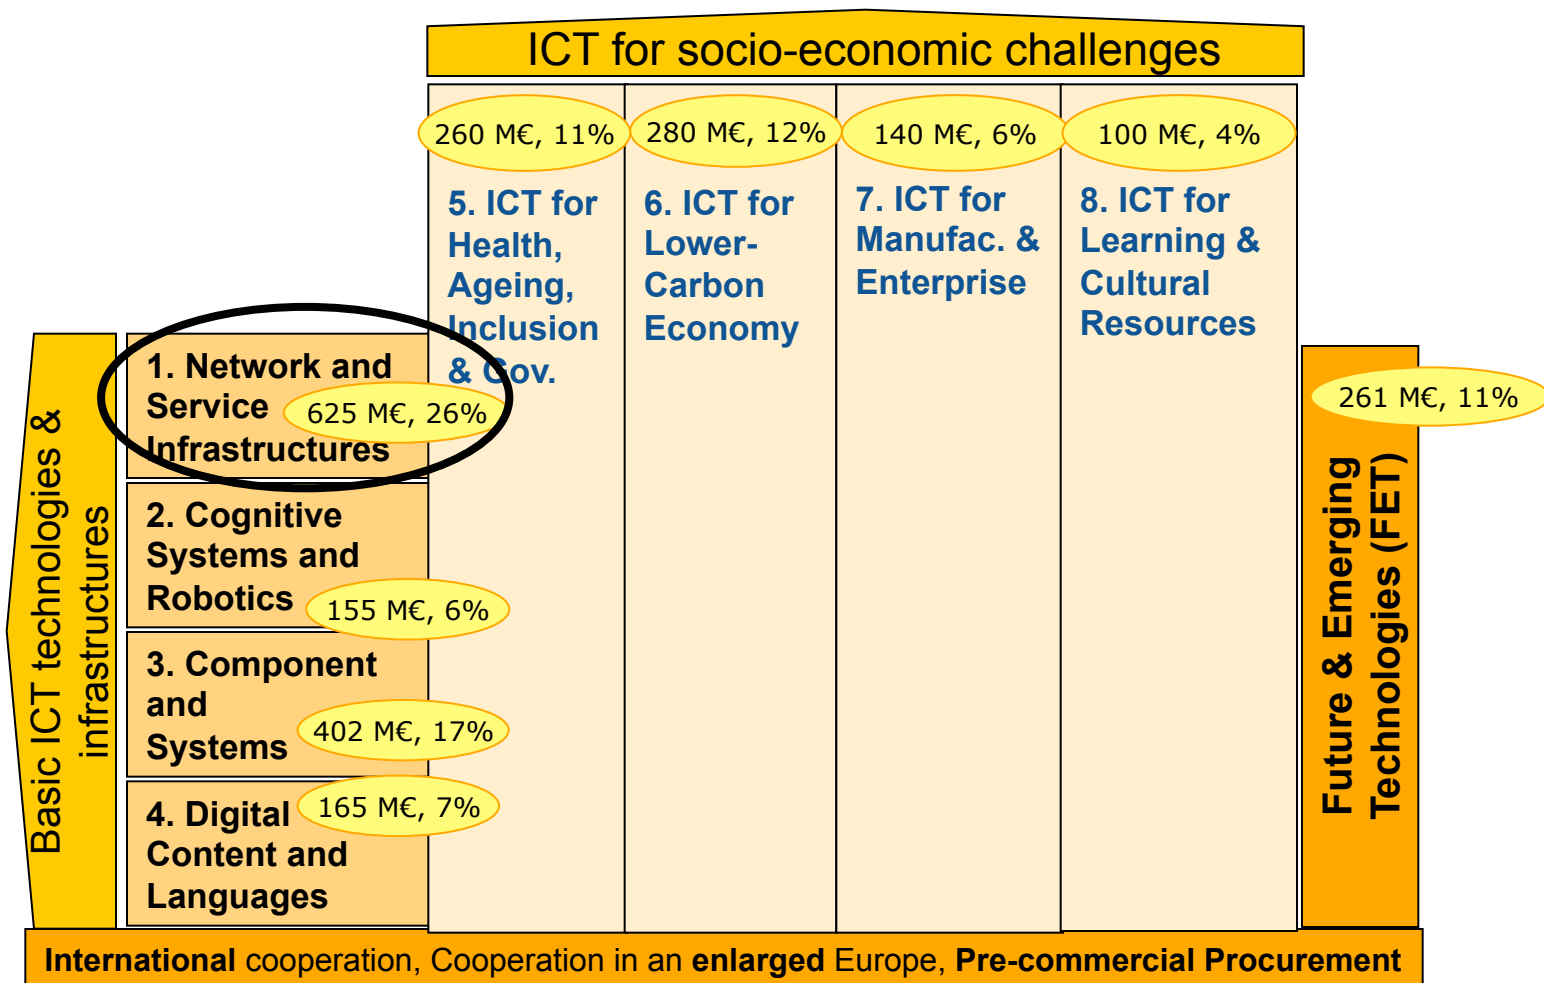 ICT for socio-economic challenges
260 M€, 11%
280 M€, 12%
140 M€, 6%
100 M€, 4%
5. ICT for
Health,
Ageing,
Inclusion
& Gov.
6. ICT for
Lower-
Carbon
Economy
7. ICT for
Manufac. &
Enterprise
8. ICT for
Learning &
Cultural
Resources
Basic ICT technologies &
infrastructures
1. Network and
Service
Infrastructures
625 M€, 26%
2. Cognitive
Systems and
Robotics
155 M€, 6%
3. Component
and
Systems
402 M€, 17%
4. Digital
Content and
Languages
165 M€, 7%
261 M€, 11%
Future & Emerging
Technologies (FET)
International cooperation, Cooperation in an enlarged Europe, Pre-commercial Procurement